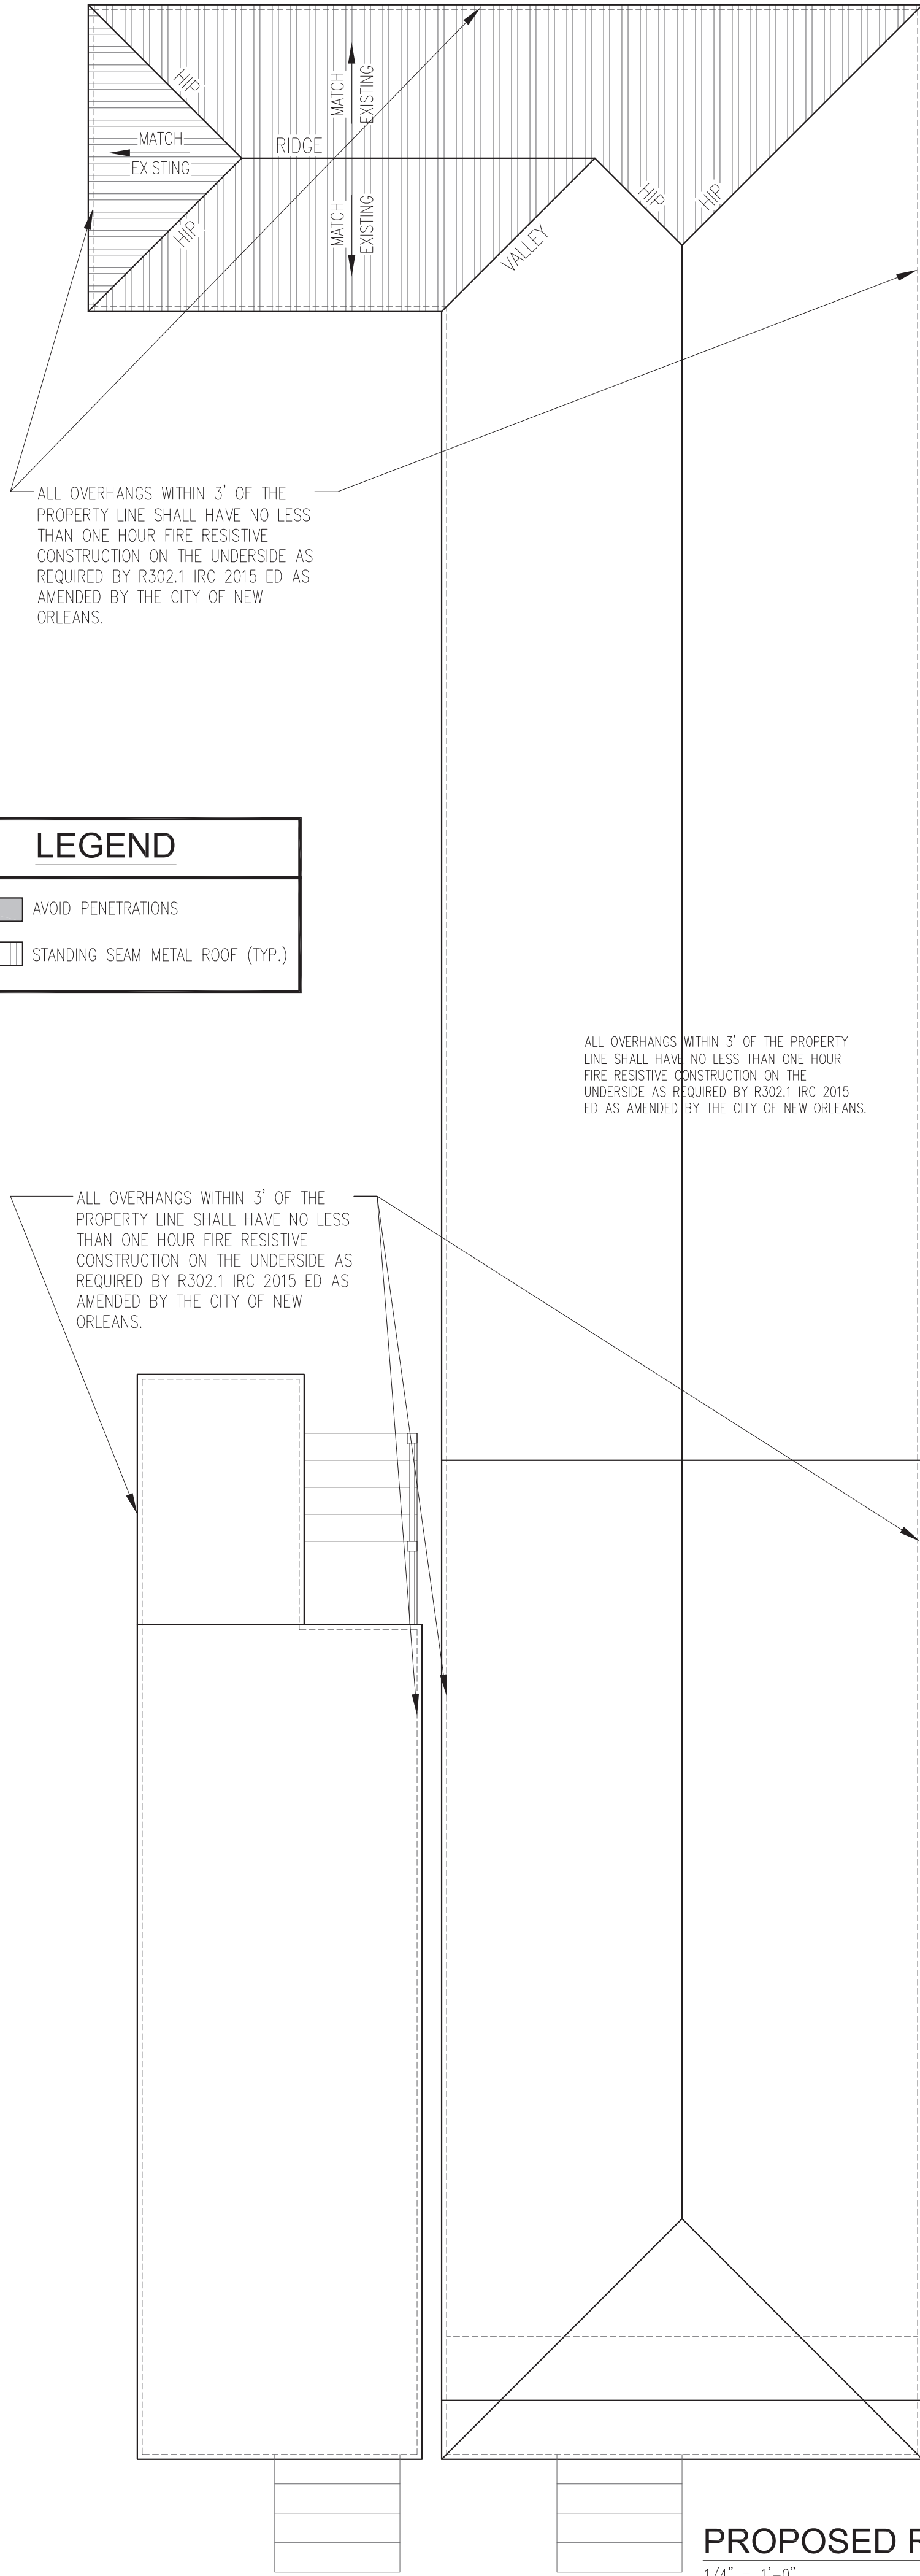 HIP
MATCH
EXISTING
MATCH
EXISTING
RIDGE
HIP
MATCH
EXISTING
VALLEY
HIP
HIP
ALL OVERHANGS WITHIN 3' OF THE
PROPERTY LINE SHALL HAVE NO LESS
THAN ONE HOUR FIRE RESISTIVE
CONSTRUCTION ON THE UNDERSIDE AS
REQUIRED BY R302.1 IRC 2015 ED AS
AMENDED BY THE CITY OF NEW
ORLEANS.
LEGEND
AVOID PENETRATIONS
STANDING SEAM METAL ROOF (TYP.)
ALL OVERHANGS WITHIN 3' OF THE PROPERTY
LINE SHALL HAVE NO LESS THAN ONE HOUR
FIRE RESISTIVE CONSTRUCTION ON THE
UNDERSIDE AS REQUIRED BY R302.1 IRC 2015
ED AS AMENDED BY THE CITY OF NEW ORLEANS.
ALL OVERHANGS WITHIN 3' OF THE
PROPERTY LINE SHALL HAVE NO LESS
THAN ONE HOUR FIRE RESISTIVE
CONSTRUCTION ON THE UNDERSIDE AS
REQUIRED BY R302.1 IRC 2015 ED AS
AMENDED BY THE CITY OF NEW
ORLEANS.
PROPOSED
1/4" = 1'-0"